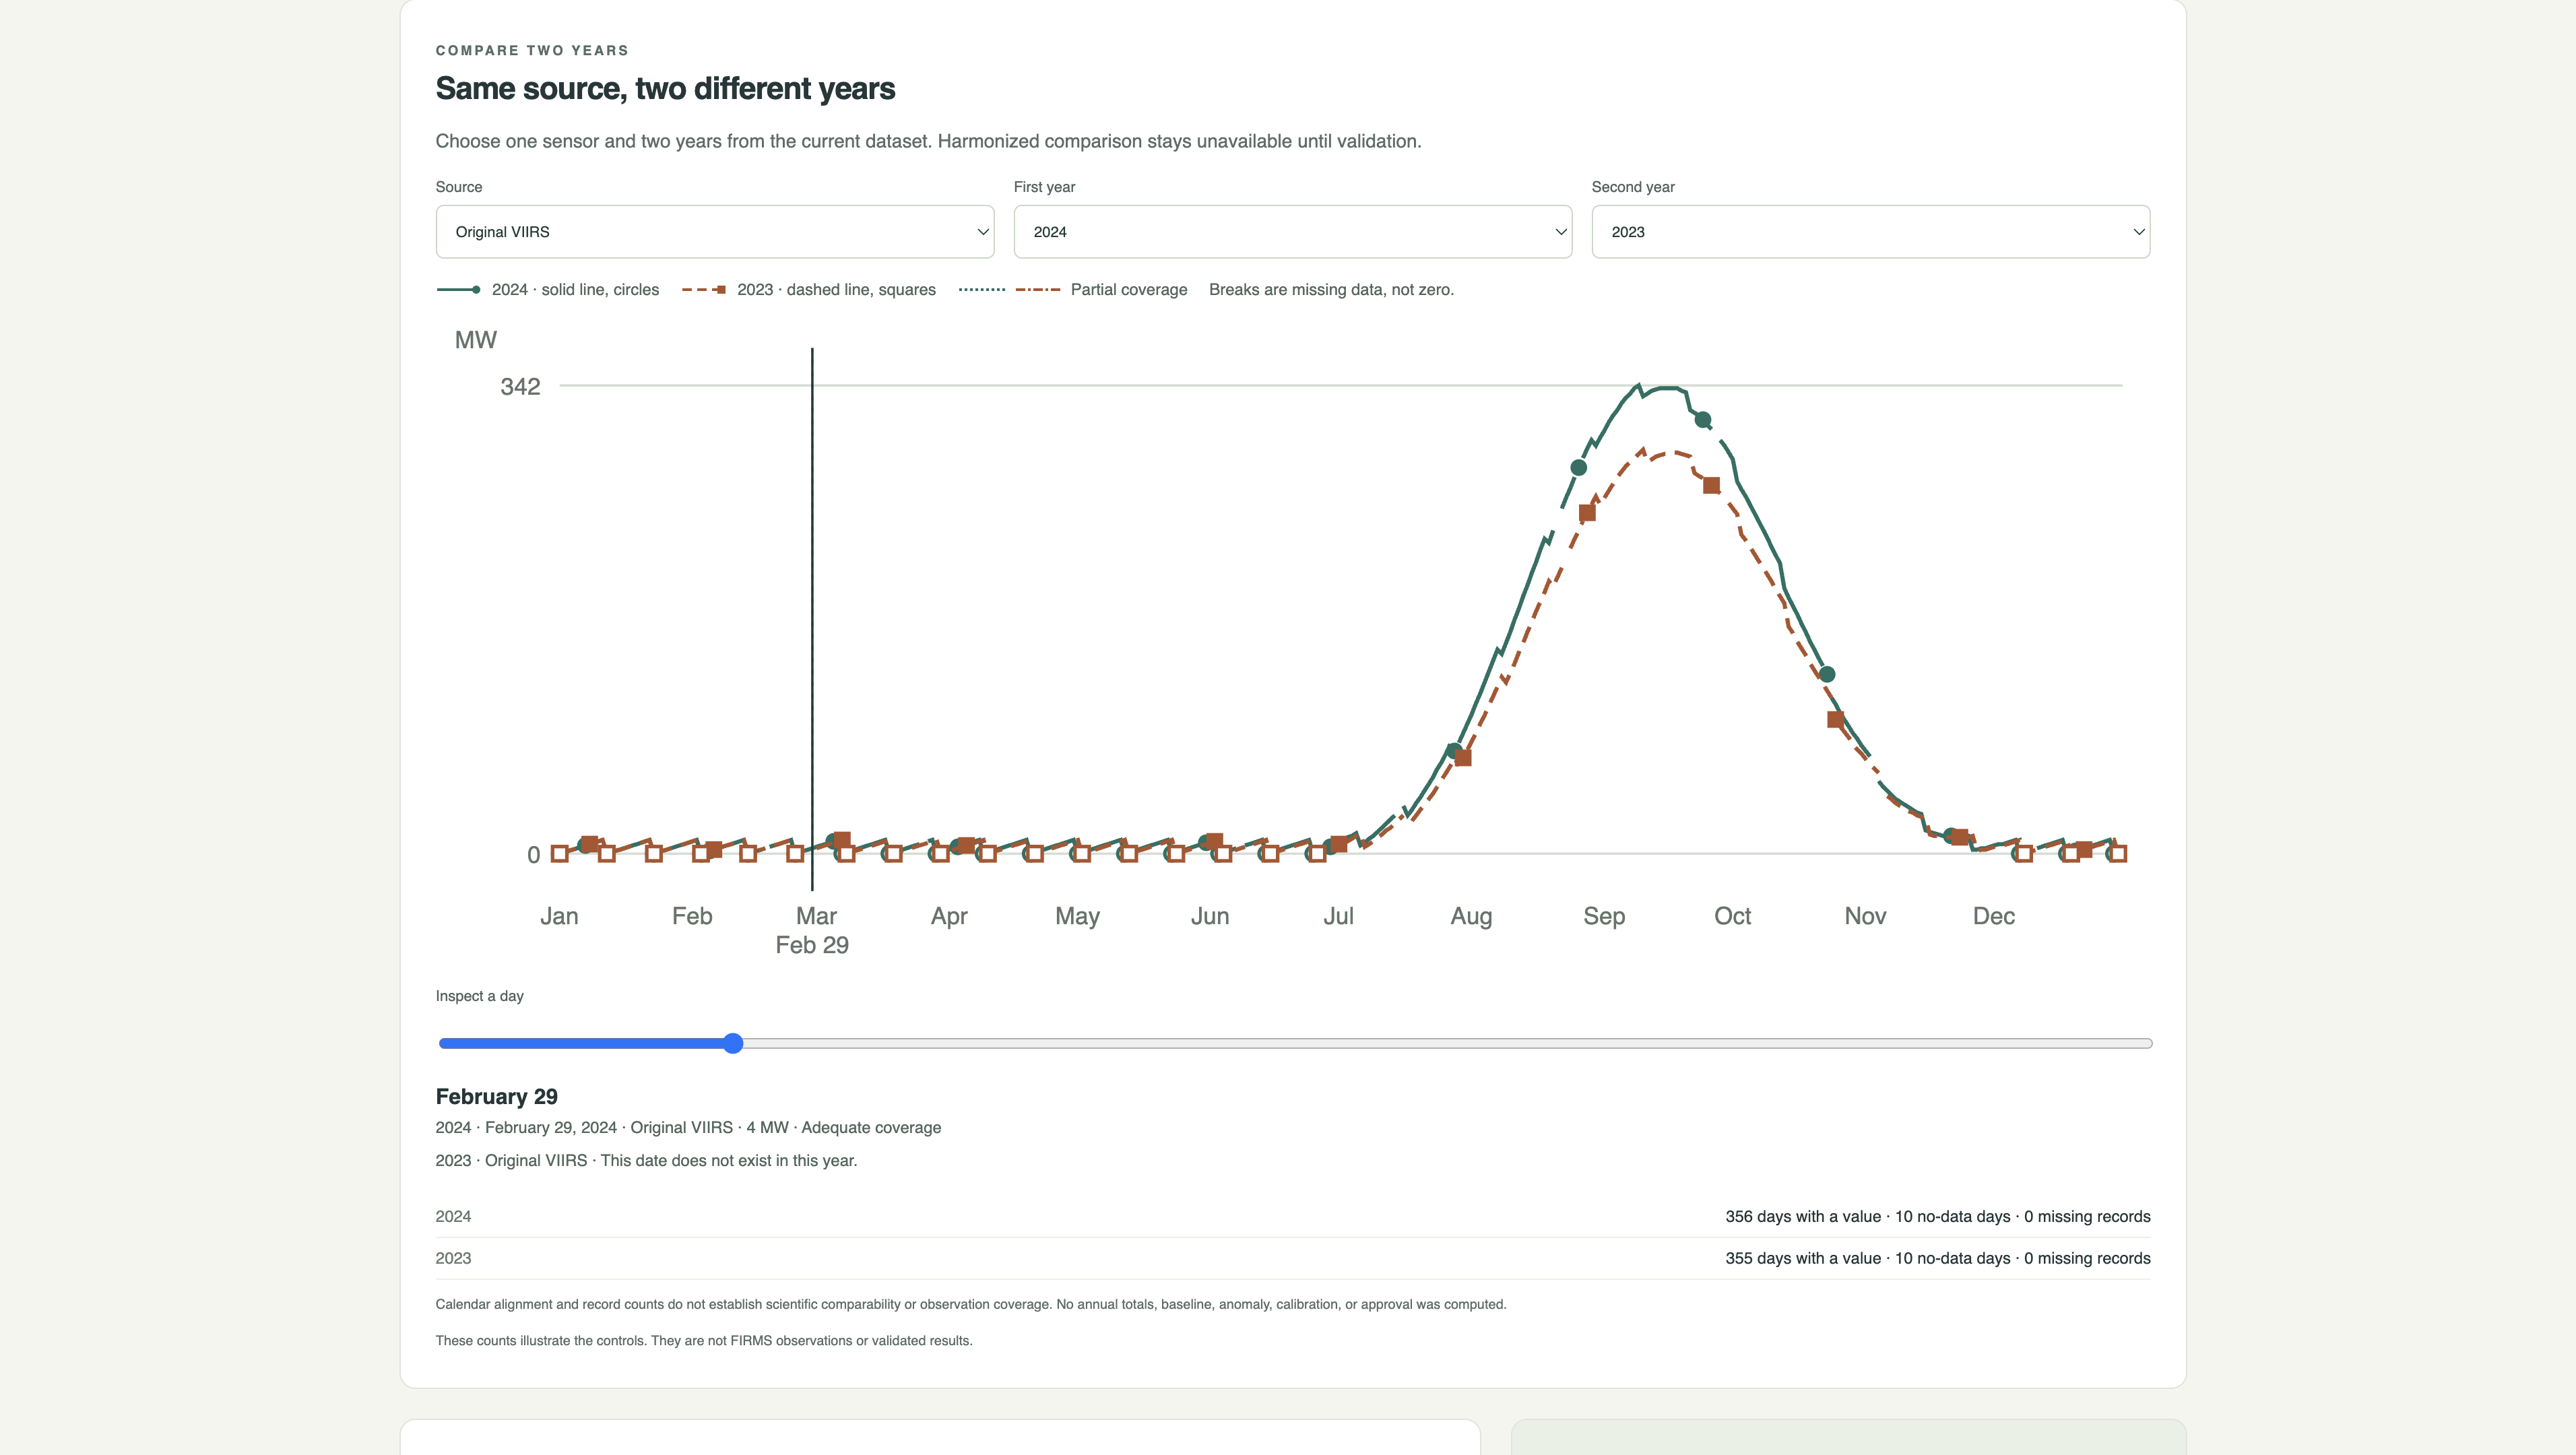 COMPARE TWO YEARS
Same source, two different years
Choose one sensor and two years from the current dataset. Harmonized comparison stays unavailable until validation.
Source
First year
Second year
Original VIIRS
2024
2023
2024 · solid line, circles
2023 · dashed line, squares
Partial coverage
Breaks are missing data, not zero.
MW
342
0
Jan
Feb
Mar
Apr
May
Jun
Jul
Aug
Sep
Oct
Nov
Dec
Feb 29
Inspect a day
February 29
2024 · February 29, 2024 · Original VIIRS · 4 MW · Adequate coverage
2023 · Original VIIRS · This date does not exist in this year.
2024 356 days with a value · 10 no-data days · 0 missing records
2023 355 days with a value · 10 no-data days · 0 missing records
Calendar alignment and record counts do not establish scientific comparability or observation coverage. No annual totals, baseline, anomaly, calibration, or approval was computed.
These counts illustrate the controls. They are not FIRMS observations or validated results.